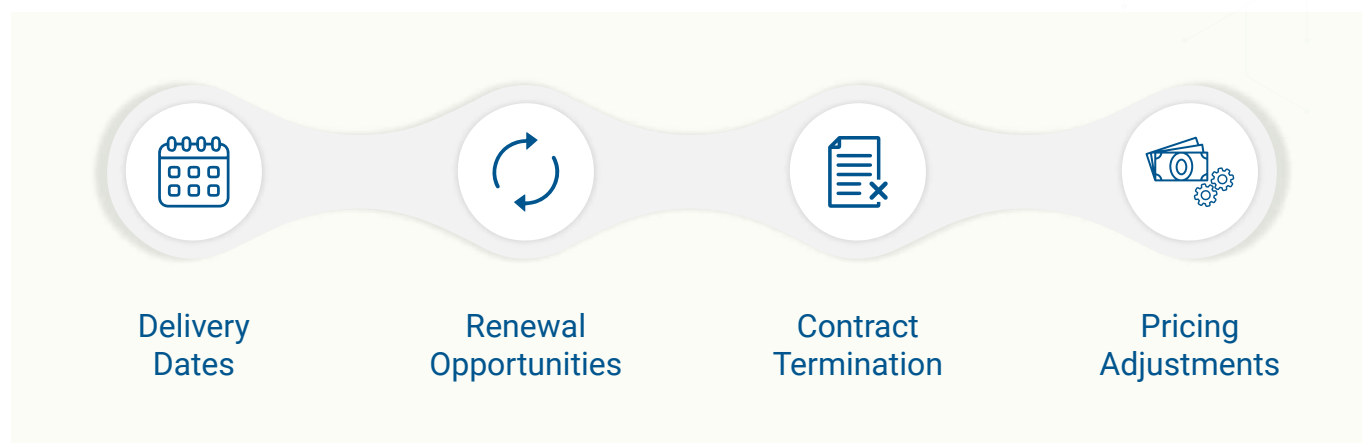 Delivery
Dates
Renewal
Opportunities
Contract
Termination
Pricing
Adjustments